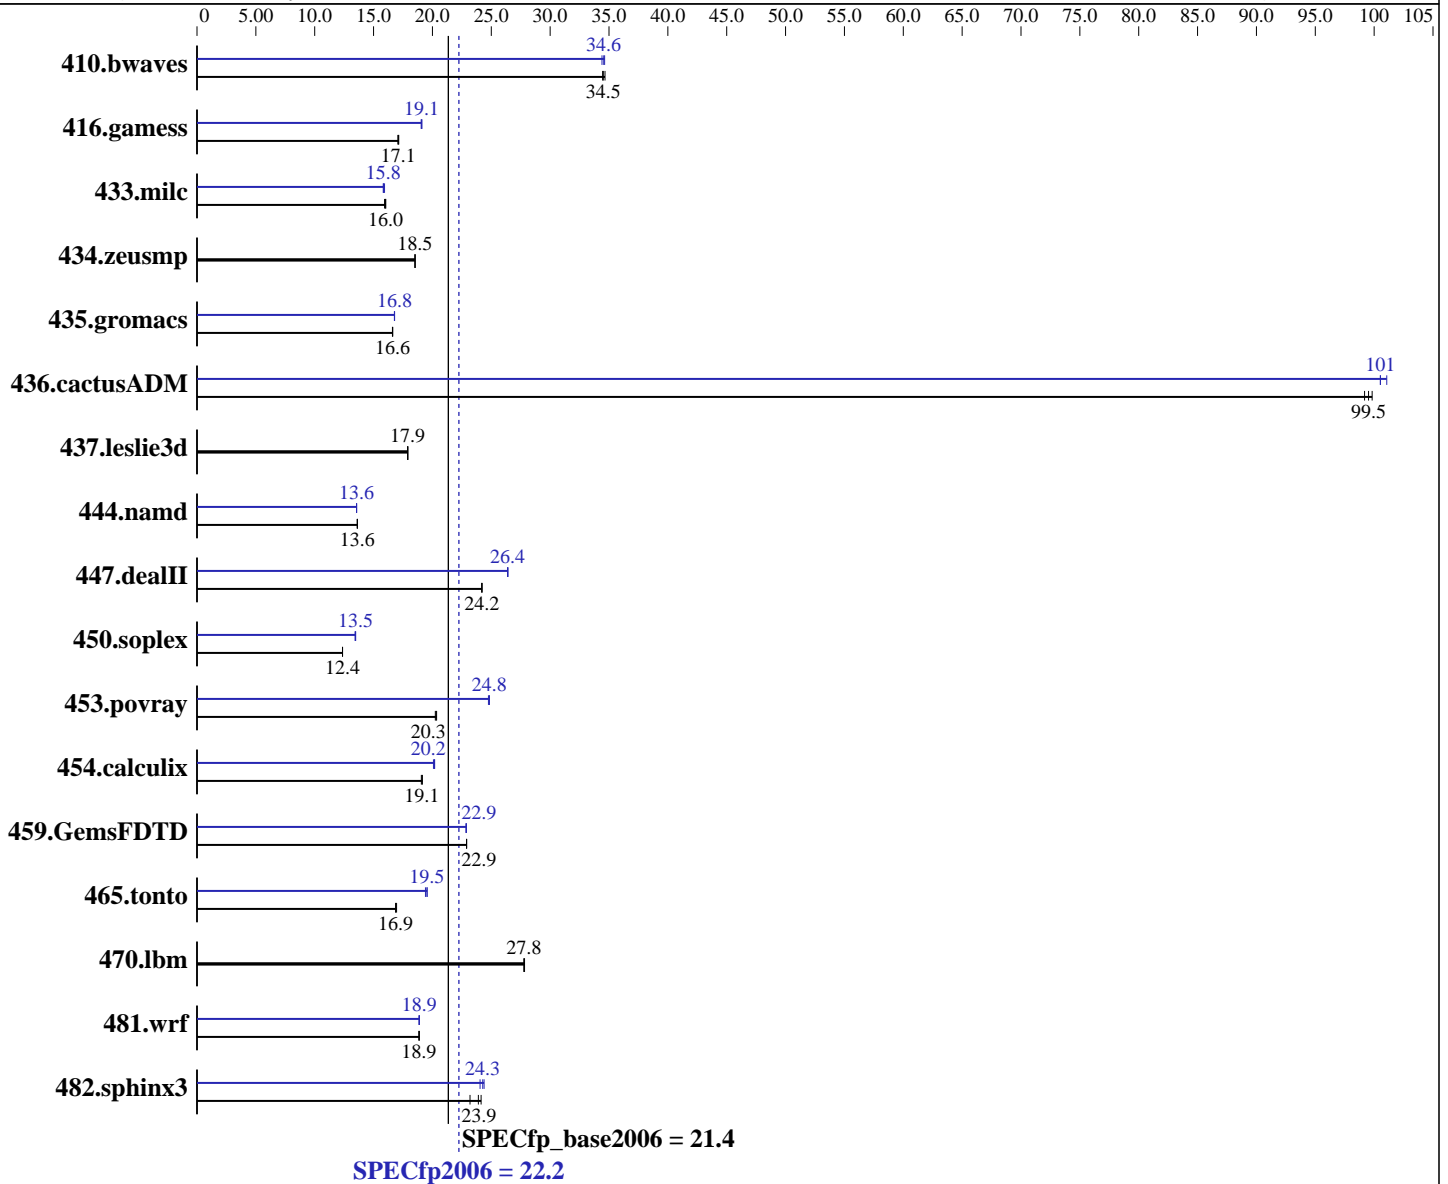 0 5.00 10.0 15.0 20.0 25.0 30.0 35.0 40.0 45.0 50.0 55.0 60.0 65.0 70.0 75.0 80.0 85.0 90.0 95.0 100 105
34.6
410.bwaves
34.5
19.1
416.gamess
17.1
15.8
433.milc
16.0
18.5
434.zeusmp
16.8
435.gromacs
16.6
101
436.cactusADM
99.5
17.9
437.leslie3d
13.6
444.namd
13.6
26.4
447.dealII
24.2
13.5
450.soplex
12.4
24.8
453.povray
20.3
20.2
454.calculix
19.1
22.9
459.GemsFDTD
22.9
19.5
465.tonto
16.9
27.8
470.lbm
18.9
481.wrf
18.9
24.3
482.sphinx3
23.9
SPECfp_base2006 = 21.4
SPECfp2006 = 22.2